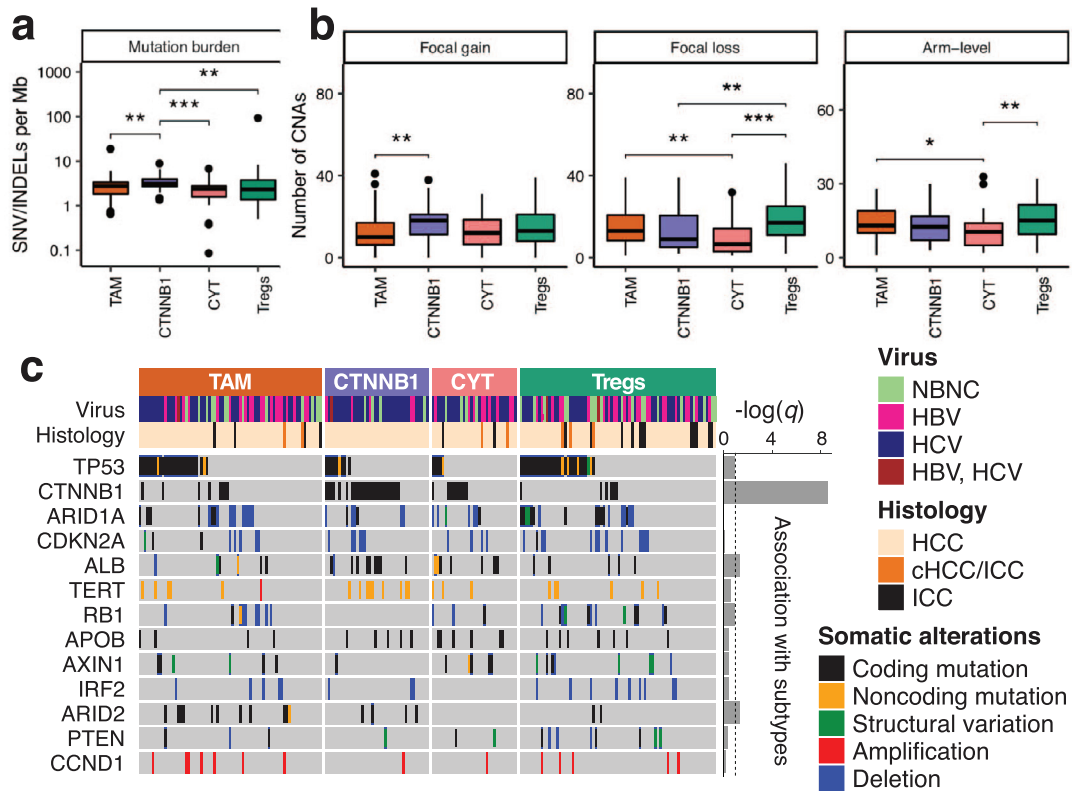 a
b
Mutation burden
Focal gain
Focal loss
Arm−level
SNV/INDELs per Mb
1000
100
10
1
0.1
** *** **
TAM CTNNB1 CYT Tregs
Number of CNAs
80
40
0
**
TAM CTNNB1 CYT Tregs
80
40
0
** *** **
TAM CTNNB1 CYT Tregs
60
30
0
* **
TAM CTNNB1 CYT Tregs
c
TAM CTNNB1 CYT Tregs
Virus
Histology
-log(q)
0 4 8
TP53
CTNNB1
ARID1A
CDKN2A
ALB
TERT
RB1
APOB
AXIN1
IRF2
ARID2
PTEN
CCND1
Association with subtypes
Virus
NBNC
HBV
HCV
HBV, HCV
Histology
HCC
cHCC/ICC
ICC
Somatic alterations
Coding mutation
Noncoding mutation
Structural variation
Amplification
Deletion